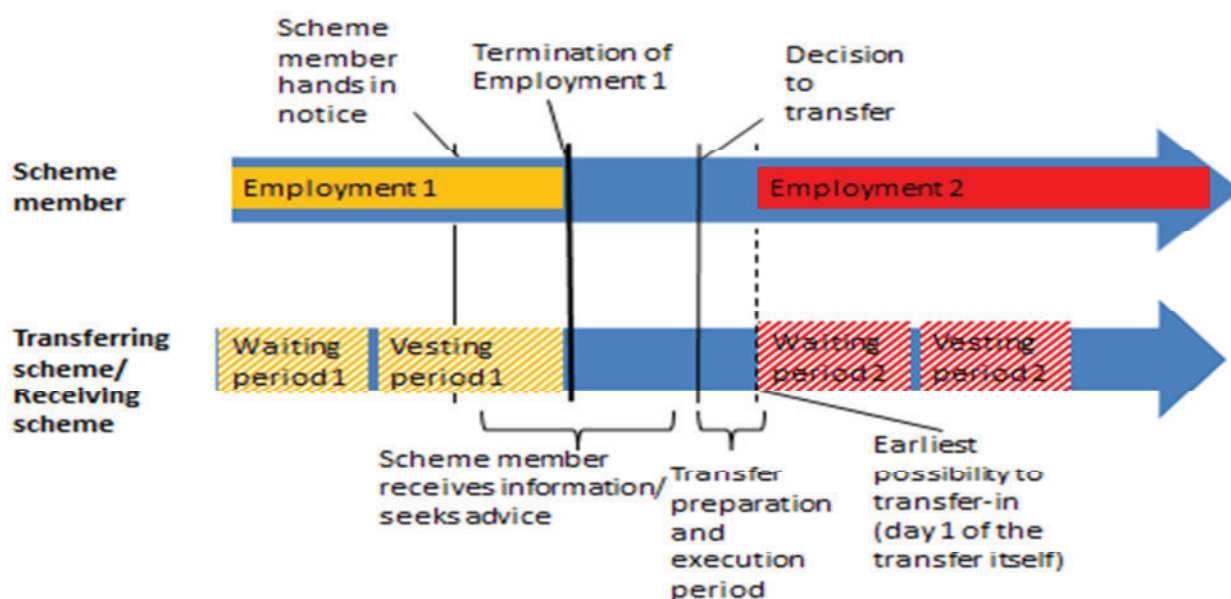 Scheme
member
hands in
notice
Termination of
Employment 1
Decision
to
transfer
Scheme
member
Employment 1
Employment 2
Transferring
scheme/
Receiving
scheme
Waiting
period 1
Vesting
period 1
Waiting
period 2
Vesting
period 2
Scheme member
receives information/
seeks advice
Transfer
preparation
and
execution
period
Earliest
possibility to
transfer-in
(day 1 of the
transfer itself)